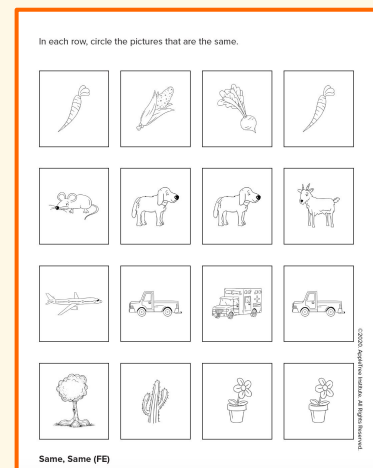 In each row, circle the pictures that are the same.
©2020. AppleTree Institute. All Rights Reserved.
Same, Same (FE)